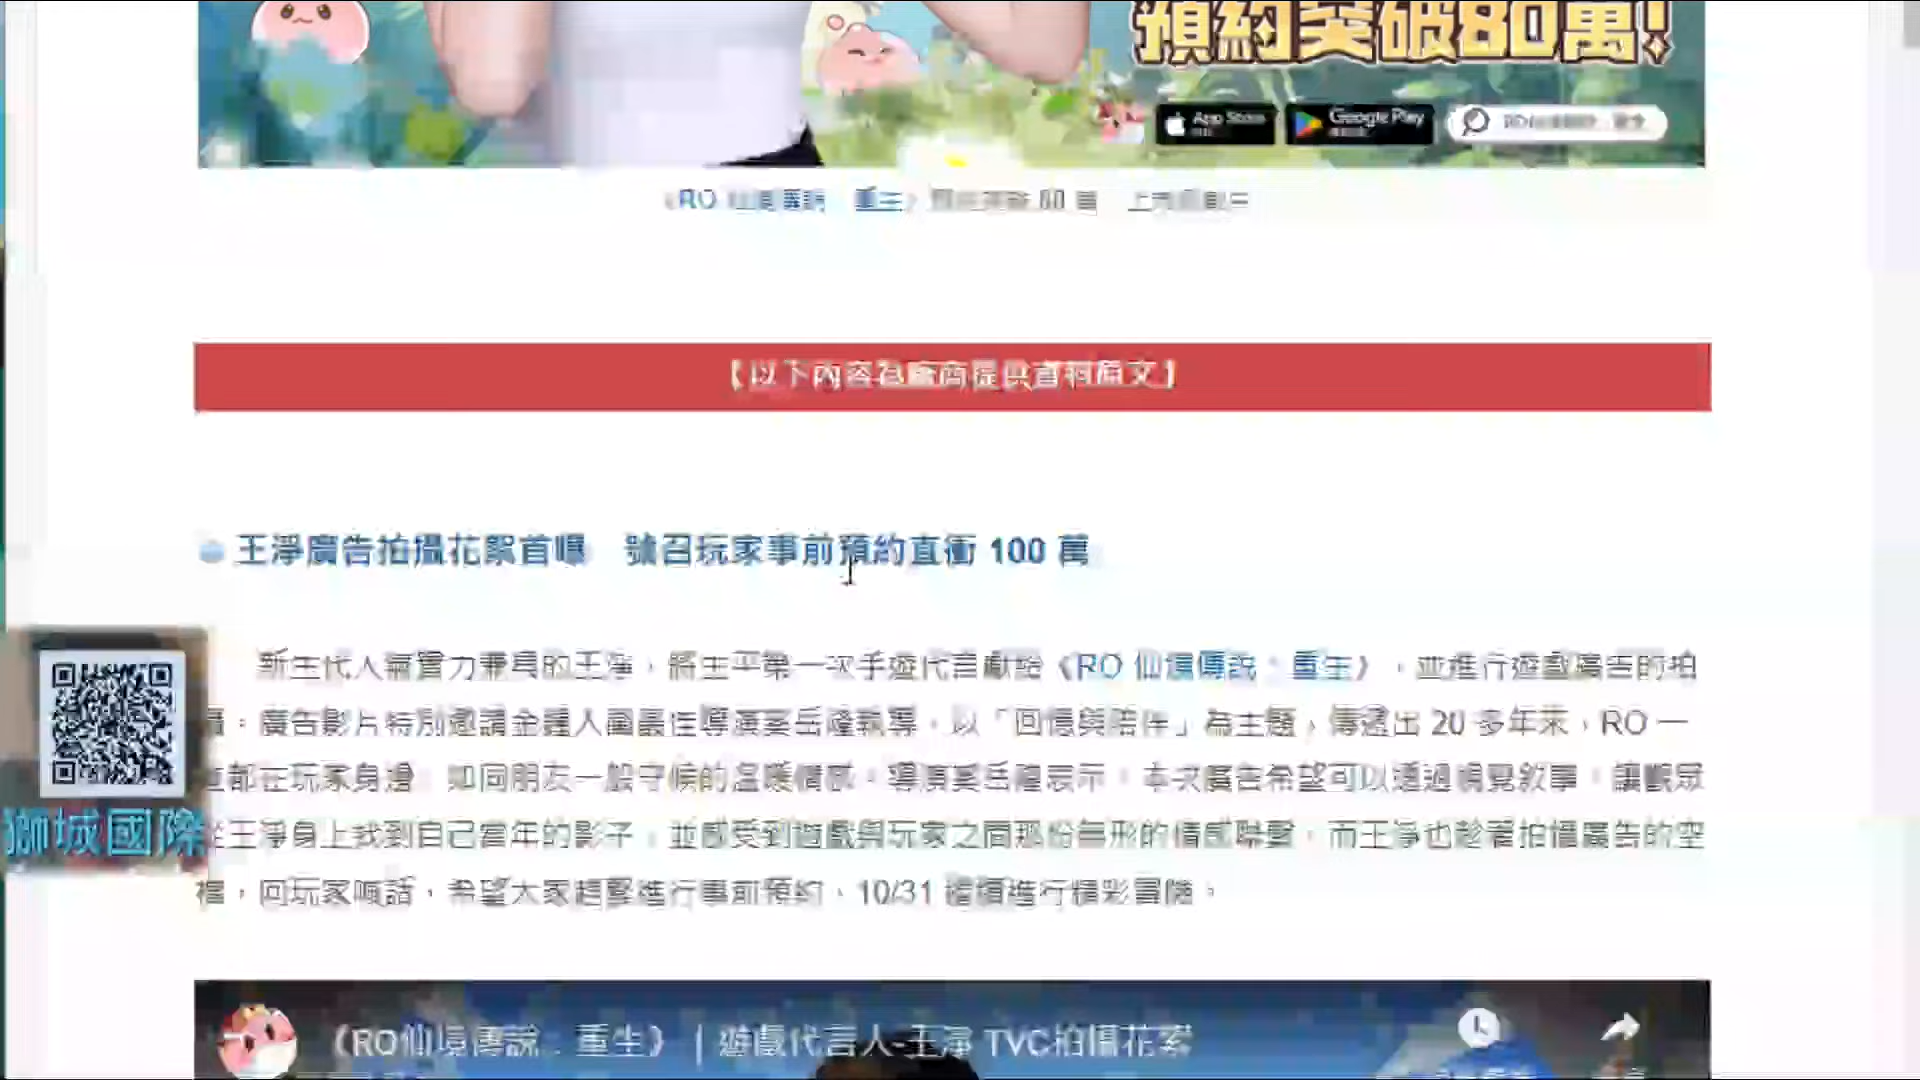 預約突破80萬!
App Store
Google Play
《RO 仙境傳說：重生》預約突破 80 萬
【以下內容為廠商提供資料原文】
王淨廣告拍攝花絮首曝 號召玩家事前預約直衝 100 萬
新生代人氣實力兼具的王淨，將生平第一次手遊代言獻給《RO 仙境傳說：重生》，並進行遊戲廣告的拍
攝。廣告影片特別邀請金鐘入圍最佳導演 岳隆執導，以「回憶與陪伴」為主題，傳遞出 20 多年來，RO 一
直都在玩家身邊，如同朋友一般守候的溫暖情感。導演 岳隆表示，本次廣告希望可以透過視覺敘事，讓觀眾
從王淨身上找到自己當年的影子，並感受到遊戲與玩家之間那份無形的情感聯繫，而王淨也趁著拍攝廣告的空
檔，向玩家喊話，希望大家趕緊進行事前預約，10/31 進行精彩冒險。
獅城國際
《RO仙境傳說：重生》｜遊戲代言人-王淨 TVC拍攝花絮